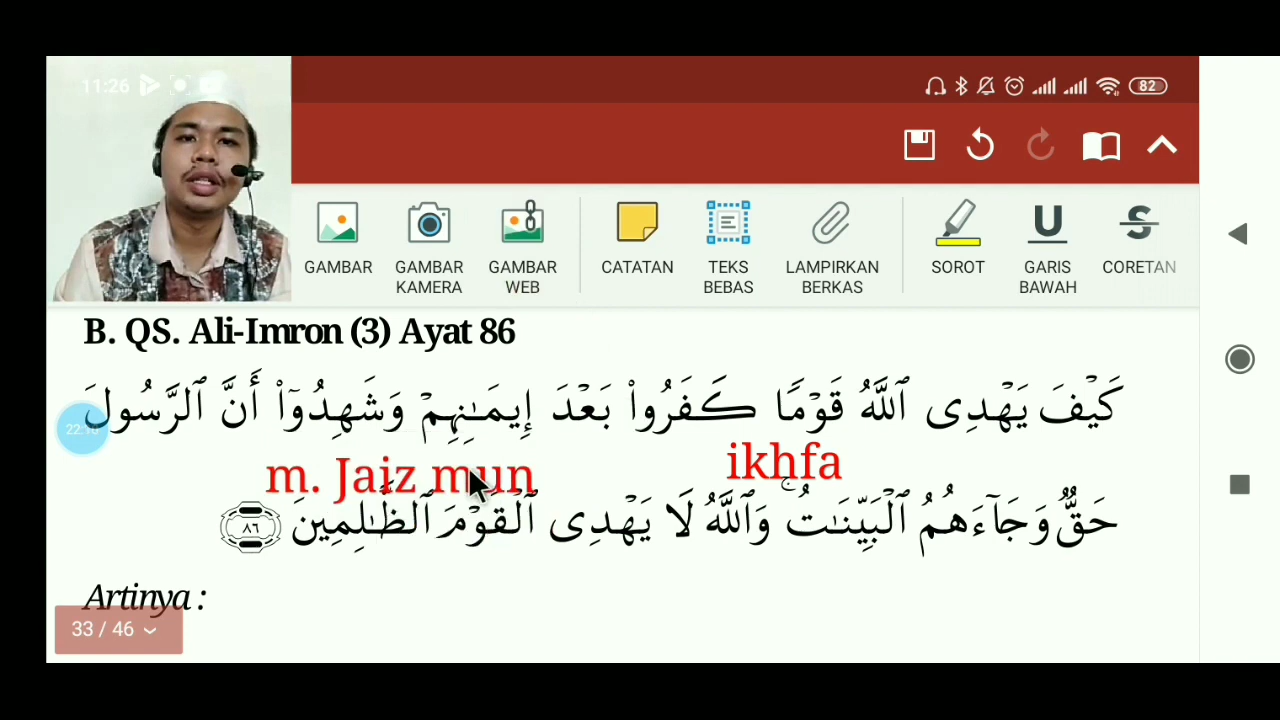 11:26
82
GAMBAR
GAMBAR KAMERA
GAMBAR WEB
CATATAN
TEKS BEBAS
LAMPIRKAN BERKAS
SOROT
GARIS BAWAH
CORETAN
B. QS. Ali-Imron (3) Ayat 86
كَيۡفَ يَهۡدِى ٱللَّهُ قَوۡمٗا كَفَرُواْ بَعۡدَ إِيمَـٰنِهِمۡ وَشَهِدُوٓاْ أَنَّ ٱلرَّسُولَ
m. Jaiz mun
ikhfa
حَقّٞ وَجَآءَهُمُ ٱلۡبَيِّنَـٰتُۚ وَٱللَّهُ لَا يَهۡدِى ٱلۡقَوۡمَ ٱلظَّـٰلِمِينَ ٨٦
Artinya :
33 / 46